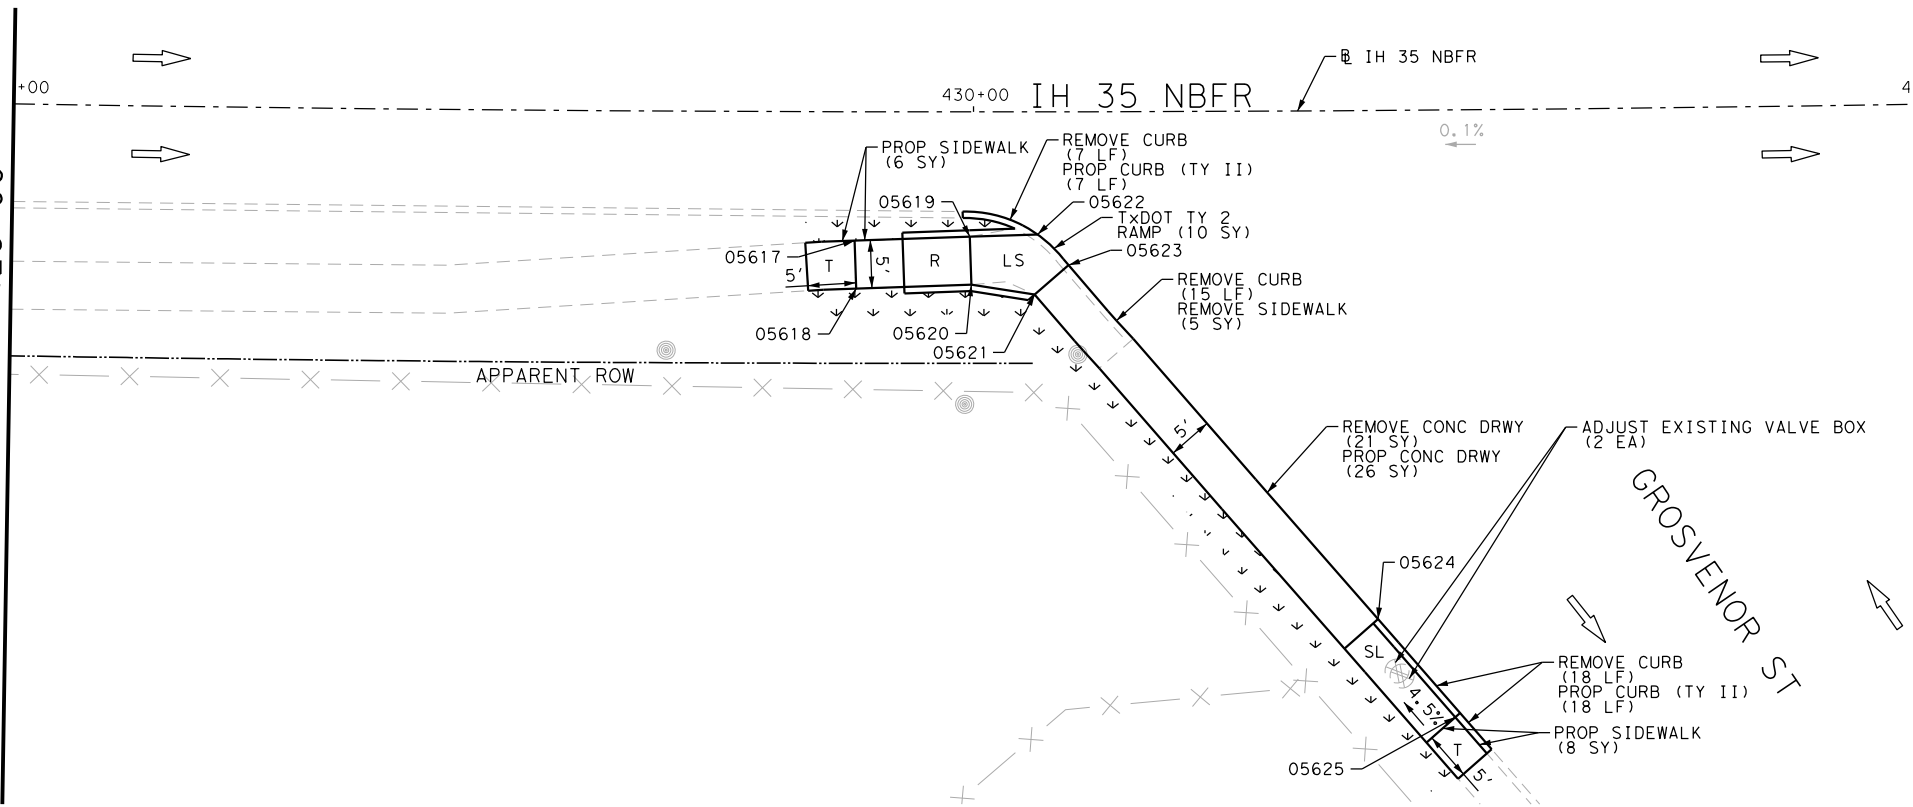 +00
430+00
IH 35 NBFR
IH 35 NBFR
4
0.1%
PROP SIDEWALK
(6 SY)
REMOVE CURB
(7 LF)
PROP CURB (TY II)
(7 LF)
05619
05622
TxDOT TY 2
RAMP (10 SY)
05623
05617
5'
T
5'
R
LS
REMOVE CURB
(15 LF)
REMOVE SIDEWALK
(5 SY)
05618
05620
05621
APPARENT ROW
5'
REMOVE CONC DRWY
(21 SY)
PROP CONC DRWY
(26 SY)
ADJUST EXISTING VALVE BOX
(2 EA)
GROSVENOR ST
05624
SL
4.5%
REMOVE CURB
(18 LF)
PROP CURB (TY II)
(18 LF)
PROP SIDEWALK
(8 SY)
T
5'
05625